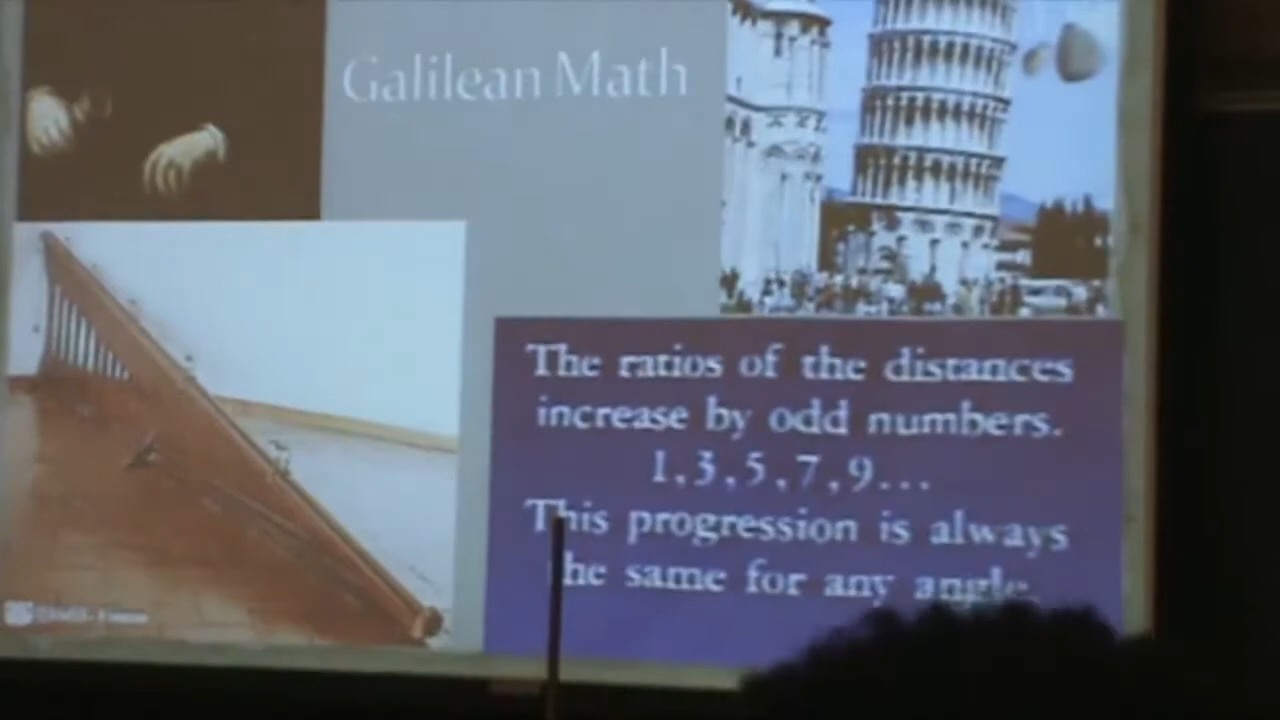 Galilean Math
The ratios of the distances
increase by odd numbers.
1,3,5,7,9...
This progression is always
the same for any angle.